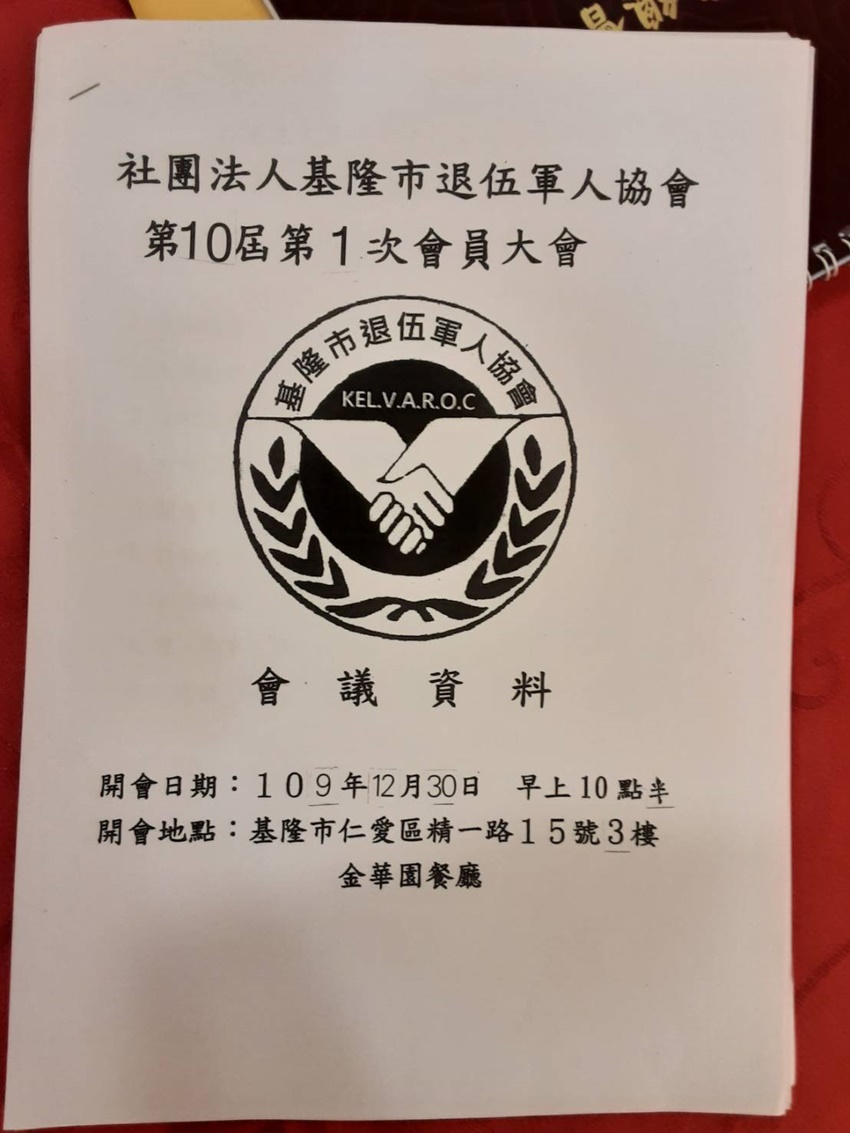 社團法人基隆市退伍軍人協會
第10屆第1次會員大會
基隆市退伍軍人協會
KEL.V.A.R.O.C
會議資料
開會日期：109年12月30日 早上10點半
開會地點：基隆市仁愛區精一路15號3樓
金華園餐廳